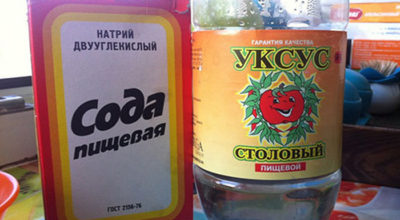 НАТРИЙ
ДВУУГЛЕКИСЛЫЙ
Сода
пищевая
ГОСТ 2156-76
ГАРАНТИЯ КАЧЕСТВА
УКСУС
СТОЛОВЫЙ
ПИЩЕВОЙ